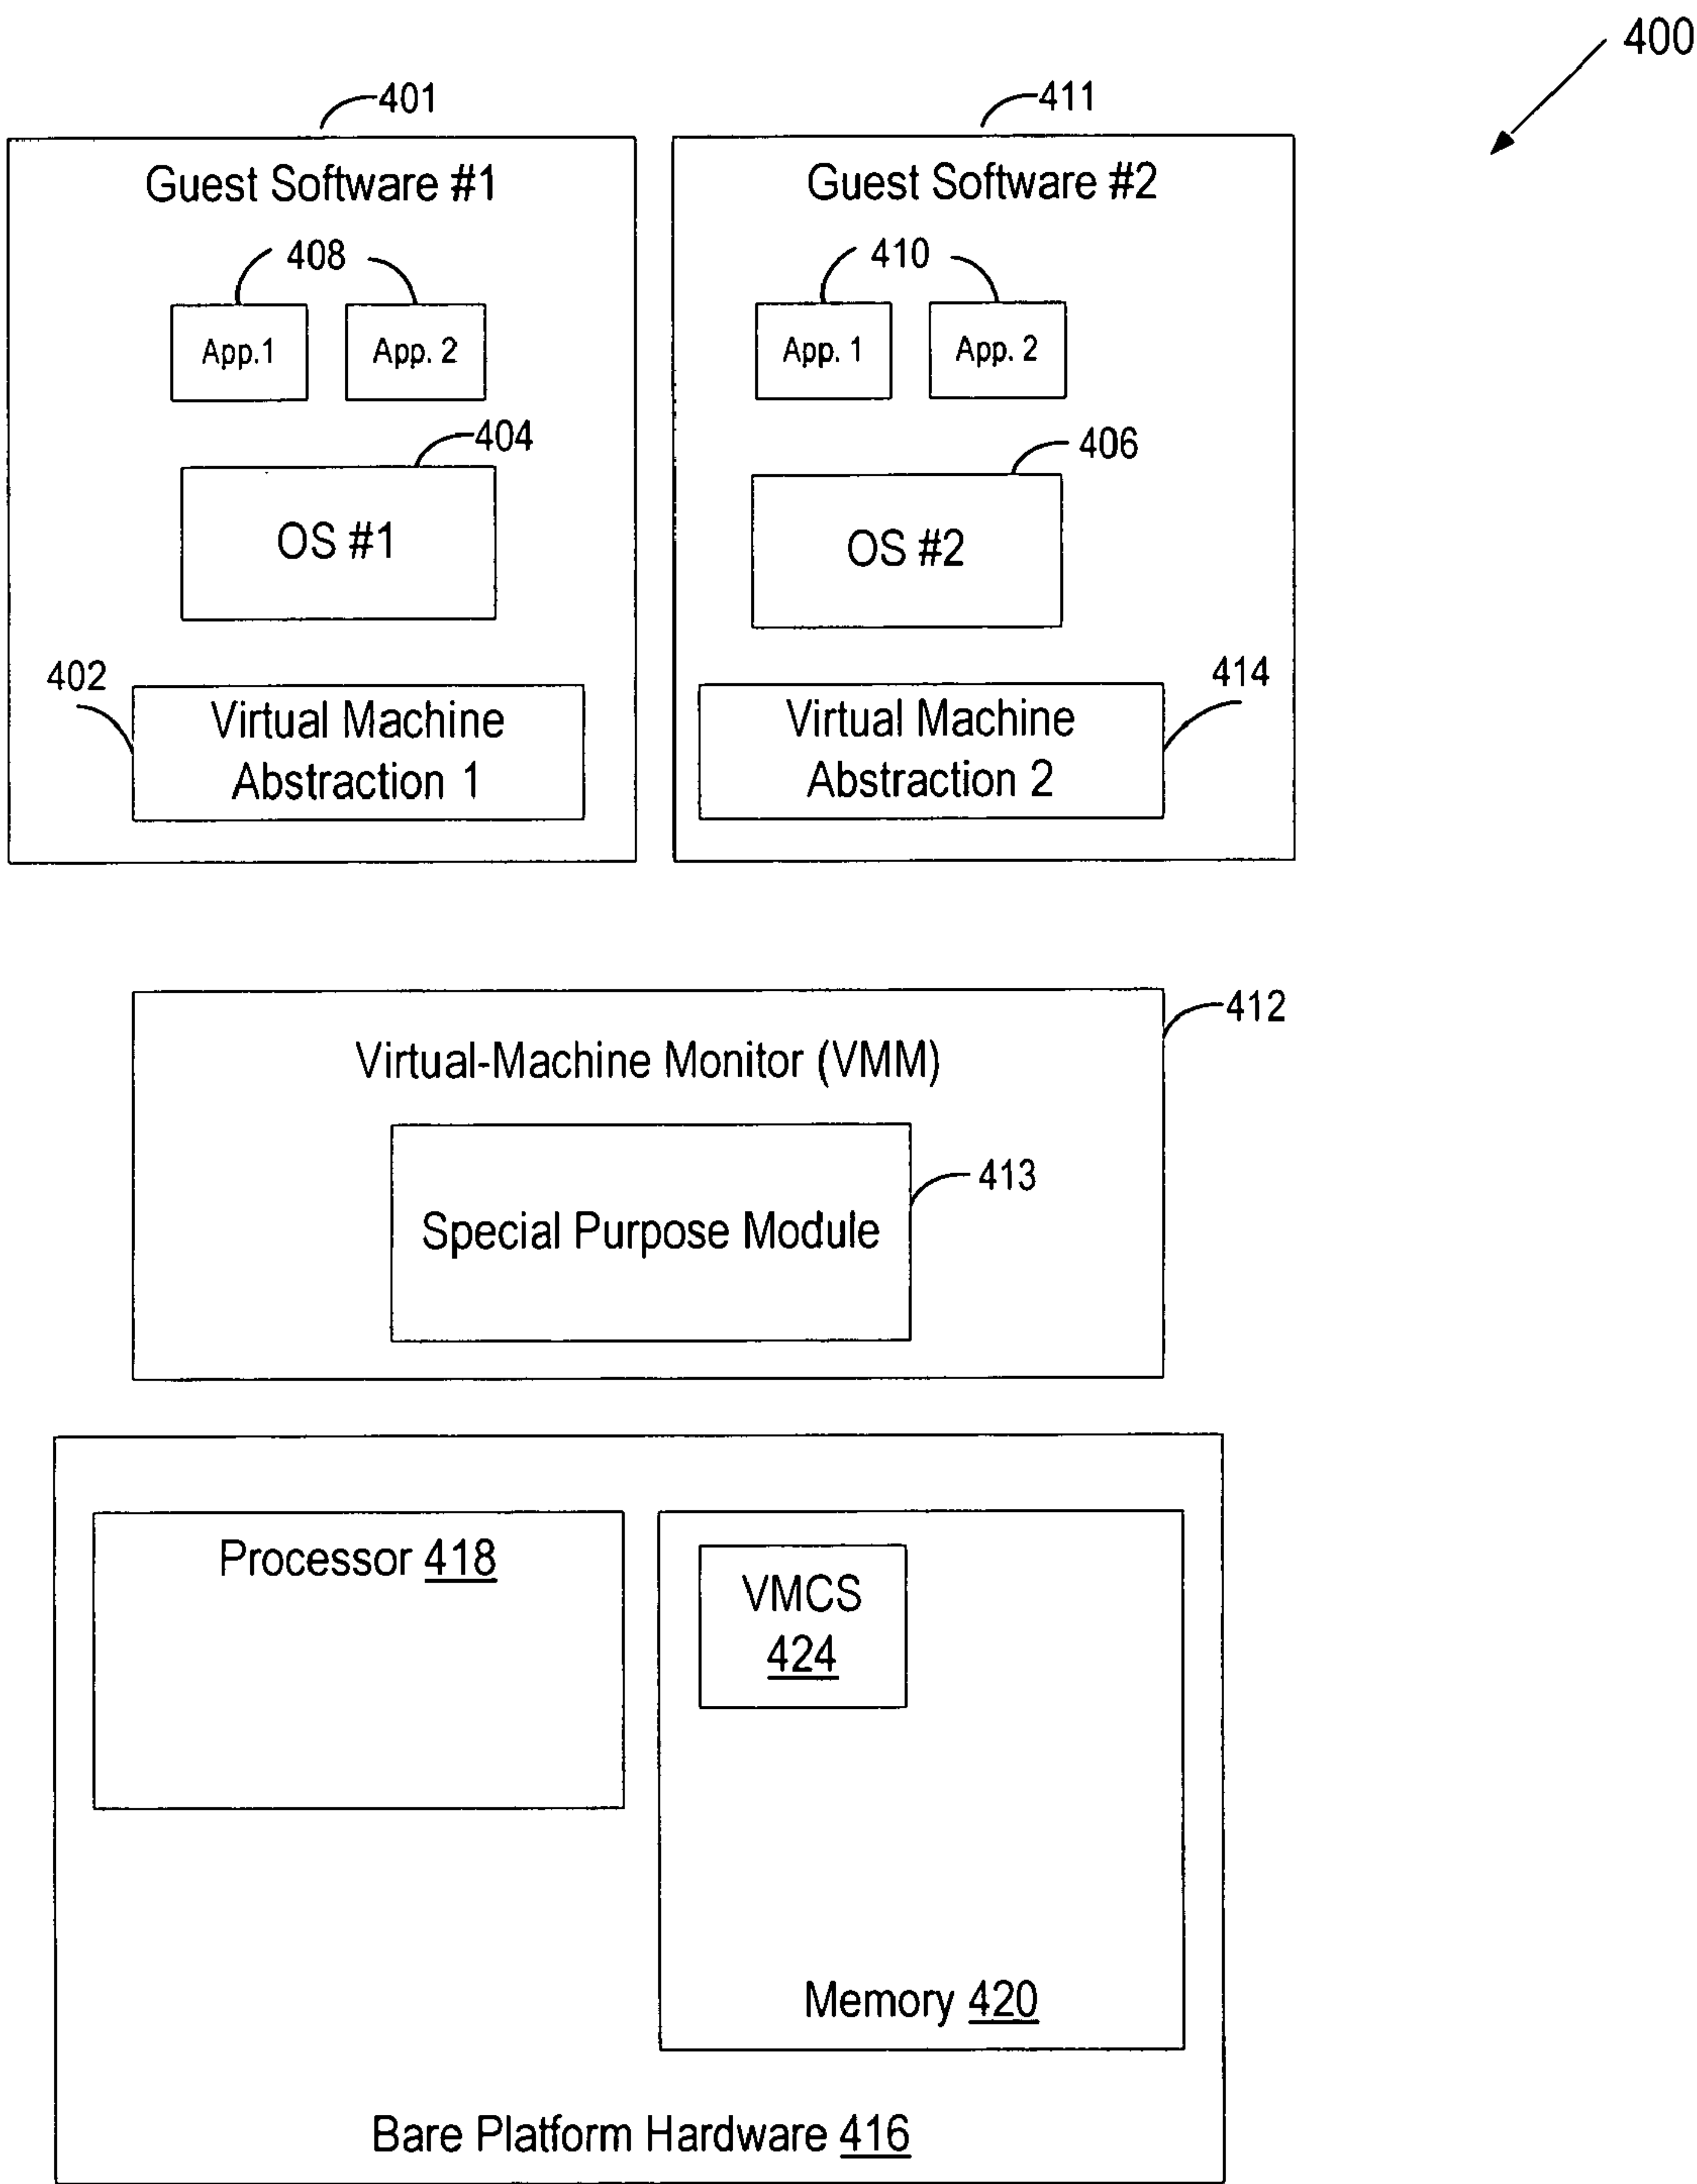 400
401
411
Guest Software #1
Guest Software #2
408
410
App.1
App. 2
App. 1
App. 2
404
406
OS #1
OS #2
402
414
Virtual Machine
Abstraction 1
Virtual Machine
Abstraction 2
412
Virtual-Machine Monitor (VMM)
413
Special Purpose Module
Processor 418
VMCS
424
Memory 420
Bare Platform Hardware 416